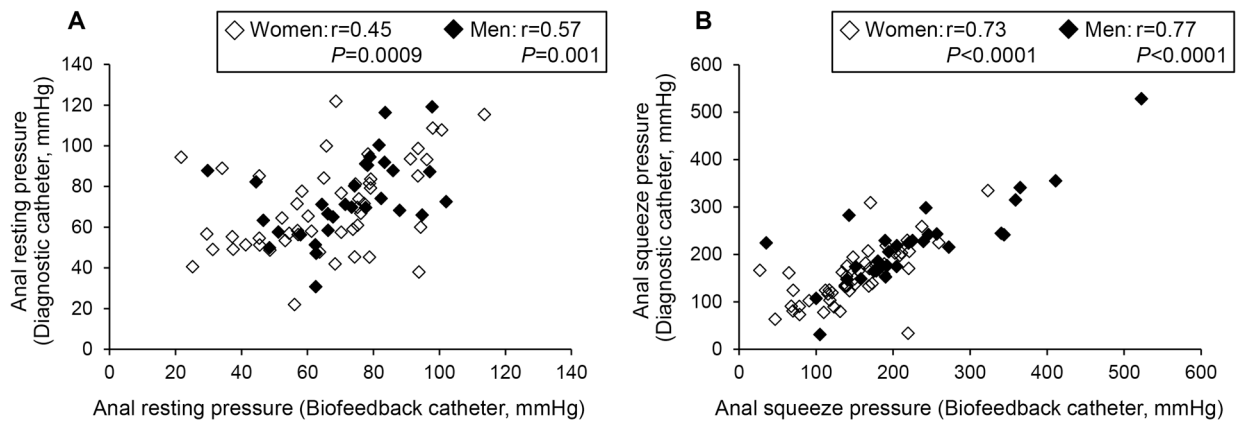 A
Women: r=0.45 Men: r=0.57
P=0.0009 P=0.001
Anal resting pressure
(Diagnostic catheter, mmHg)
140
120
100
80
60
40
20
0
0 20 40 60 80 100 120 140
Anal resting pressure (Biofeedback catheter, mmHg)
B
Women: r=0.73 Men: r=0.77
P<0.0001 P<0.0001
Anal squeeze pressure
(Diagnostic catheter, mmHg)
600
500
400
300
200
100
0
0 100 200 300 400 500 600
Anal squeeze pressure (Biofeedback catheter, mmHg)